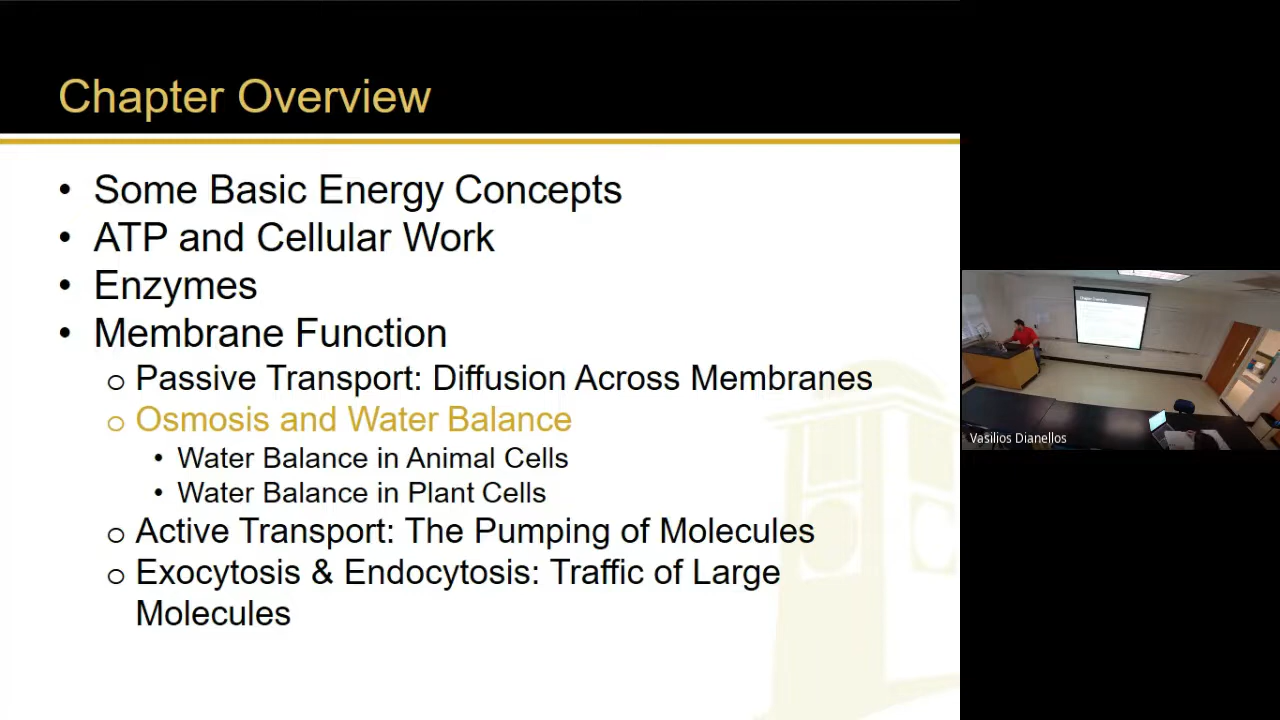 Chapter Overview
• Some Basic Energy Concepts
• ATP and Cellular Work
• Enzymes
• Membrane Function
o Passive Transport: Diffusion Across Membranes
o Osmosis and Water Balance
• Water Balance in Animal Cells
• Water Balance in Plant Cells
o Active Transport: The Pumping of Molecules
o Exocytosis & Endocytosis: Traffic of Large
Molecules
Vasilios Dianellos